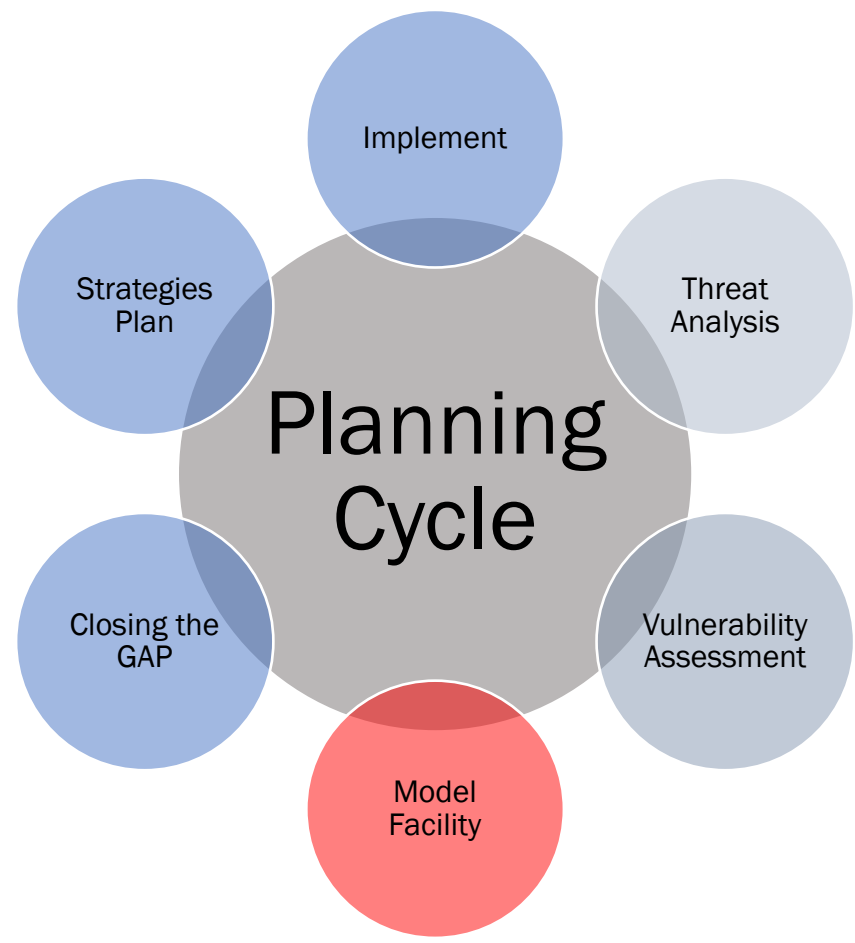 Implement
Strategies
Plan
Threat
Analysis
Planning
Cycle
Closing the
GAP
Vulnerability
Assessment
Model
Facility